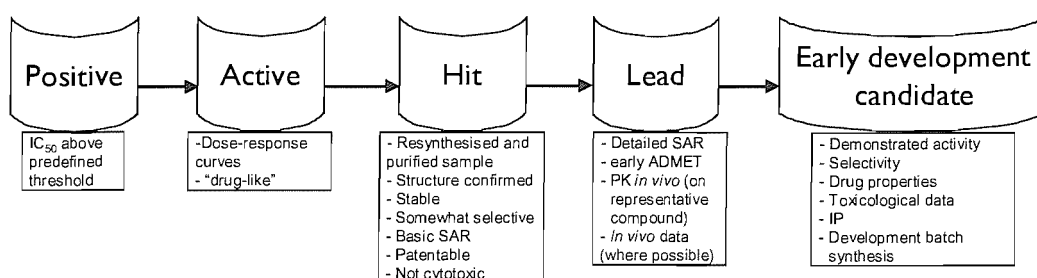 Positive
Active
Hit
Lead
Early development
candidate
IC50 above
predefined
threshold
-Dose-response
curves
- "drug-like"
- Resynthesised and
purified sample
- Structure confirmed
- Stable
- Somewhat selective
- Basic SAR
- Patentable
- Not cytotoxic
- Detailed SAR
- early ADMET
- PK in vivo (on
representative
compound)
- In vivo data
(where possible)
- Demonstrated activity
- Selectivity
- Drug properties
- Toxicological data
- IP
- Development batch
synthesis